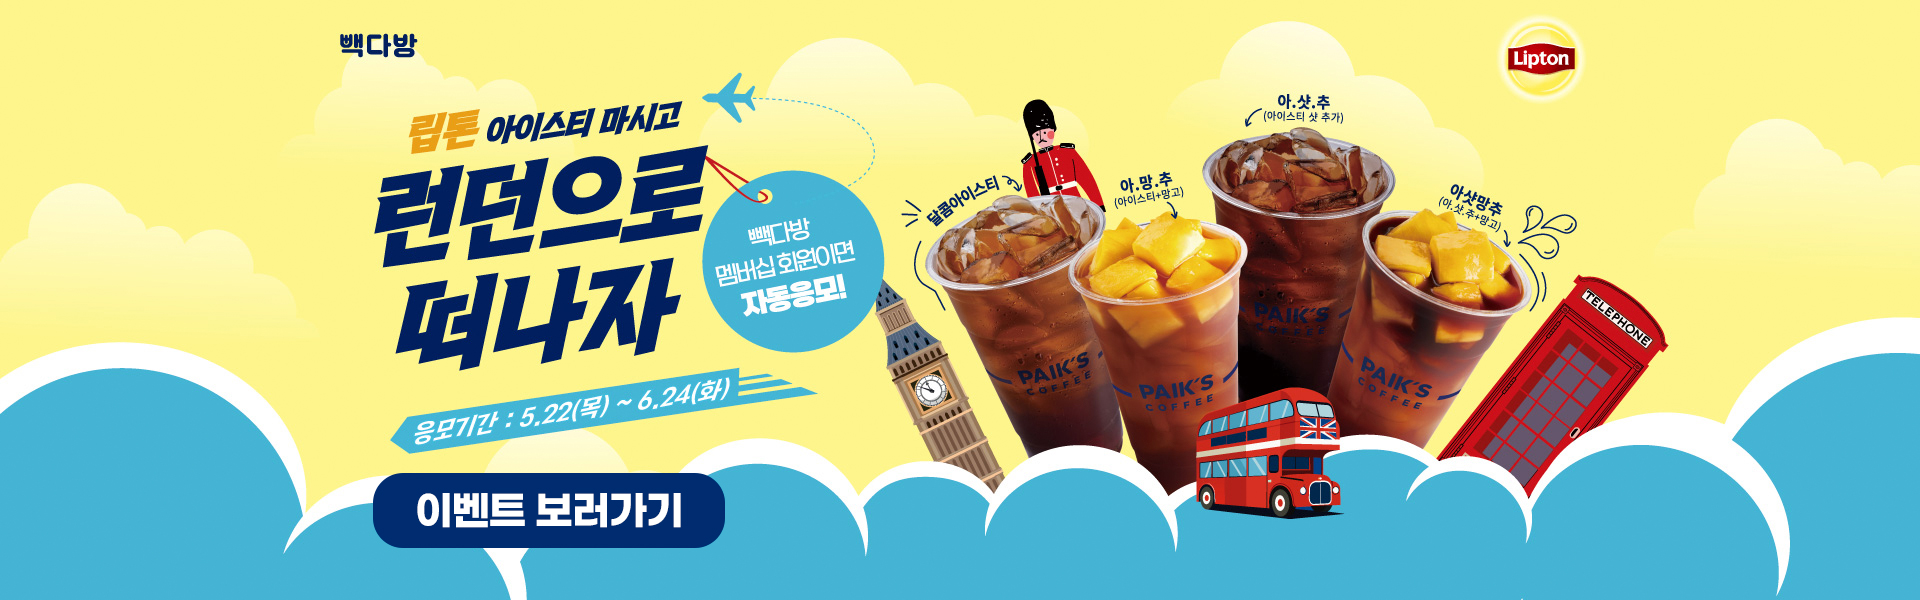 빽다방
Lipton
립톤 아이스티 마시고
런던으로
떠나자
빽다방
멤버십 회원이면
자동응모!
응모기간 : 5.22(목) ~ 6.24(화)
이벤트 보러가기
달콤아이스티
아.망.추
(아이스티+망고)
아.샷.추
(아이스티 샷 추가)
아샷망추
(아.샷.추+망고)
PAIK'S
COFFEE
PAIK'S
COFFEE
PAIK'S
COFFEE
PAIK'S
COFFEE
TELEPHONE